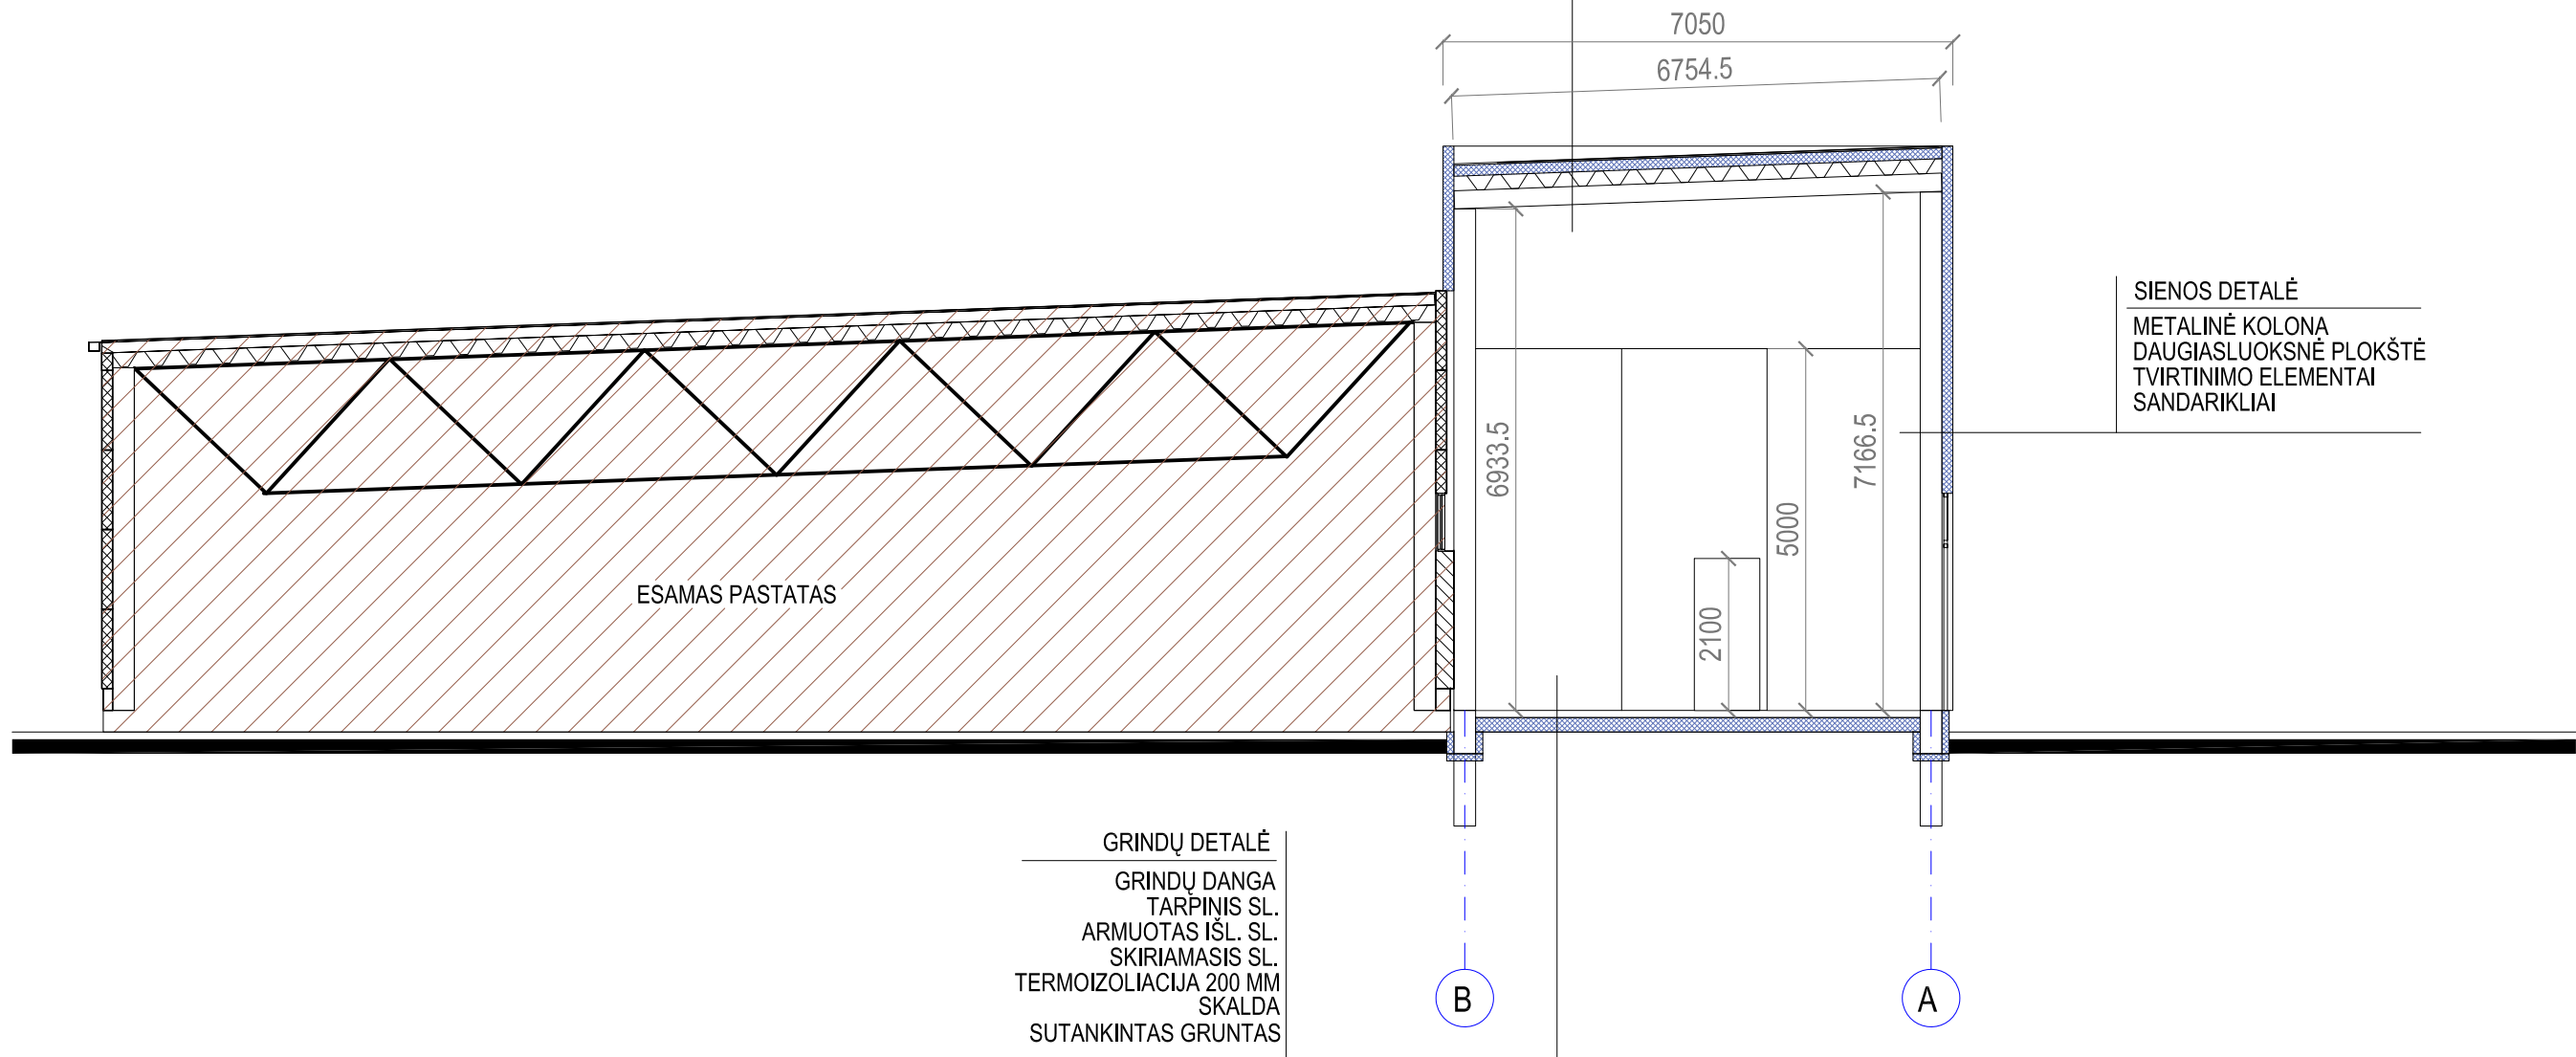 7050
6754.5
SIENOS DETALĖ
METALINĖ KOLONA
DAUGIASLUOKSNĖ PLOKŠTĖ
TVIRTINIMO ELEMENTAI
SANDARIKLIAI
6933.5
7166.5
5000
2100
ESAMAS PASTATAS
GRINDŲ DETALĖ
GRINDŲ DANGA
TARPINIS SL.
ARMUOTAS IŠL. SL.
SKIRIAMASIS SL.
TERMOIZOLIACIJA 200 MM
SKALDA
SUTANKINTAS GRUNTAS
B
A